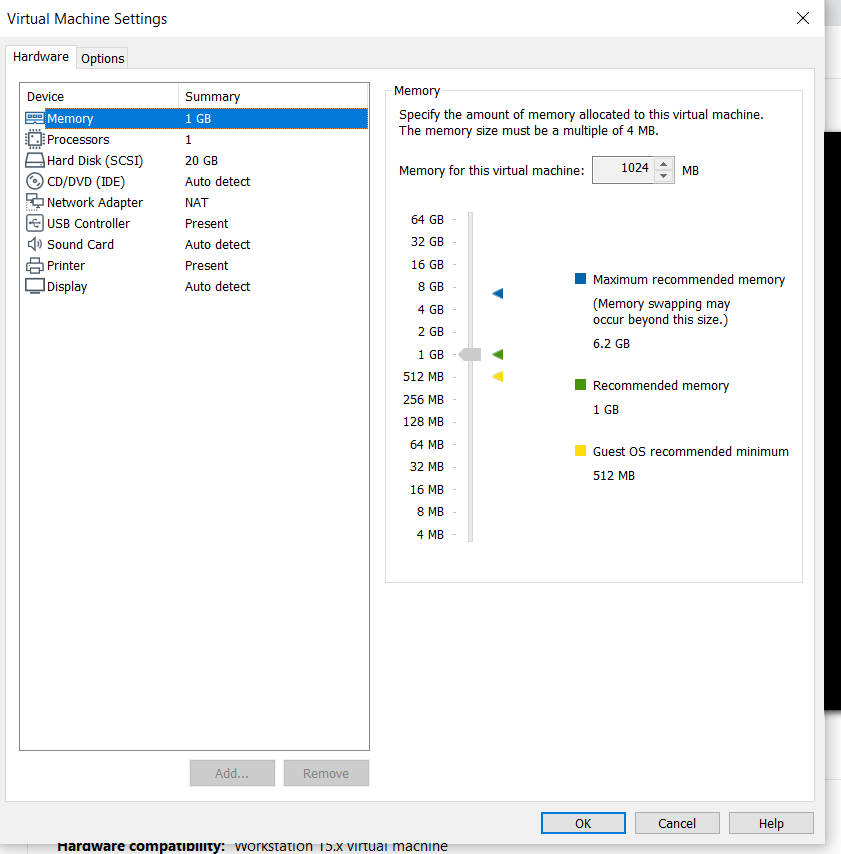 Virtual Machine Settings
Hardware
Options
Device Summary
Memory 1 GB
Processors 1
Hard Disk (SCSI) 20 GB
CD/DVD (IDE) Auto detect
Network Adapter NAT
USB Controller Present
Sound Card Auto detect
Printer Present
Display Auto detect
Add...
Remove
Memory
Specify the amount of memory allocated to this virtual machine.
The memory size must be a multiple of 4 MB.
Memory for this virtual machine: 1024 MB
64 GB
32 GB
16 GB
8 GB
4 GB
2 GB
1 GB
512 MB
256 MB
128 MB
64 MB
32 MB
16 MB
8 MB
4 MB
Maximum recommended memory
(Memory swapping may
occur beyond this size.)
6.2 GB
Recommended memory
1 GB
Guest OS recommended minimum
512 MB
OK
Cancel
Help
Hardware compatibility: Workstation 15.x virtual machine